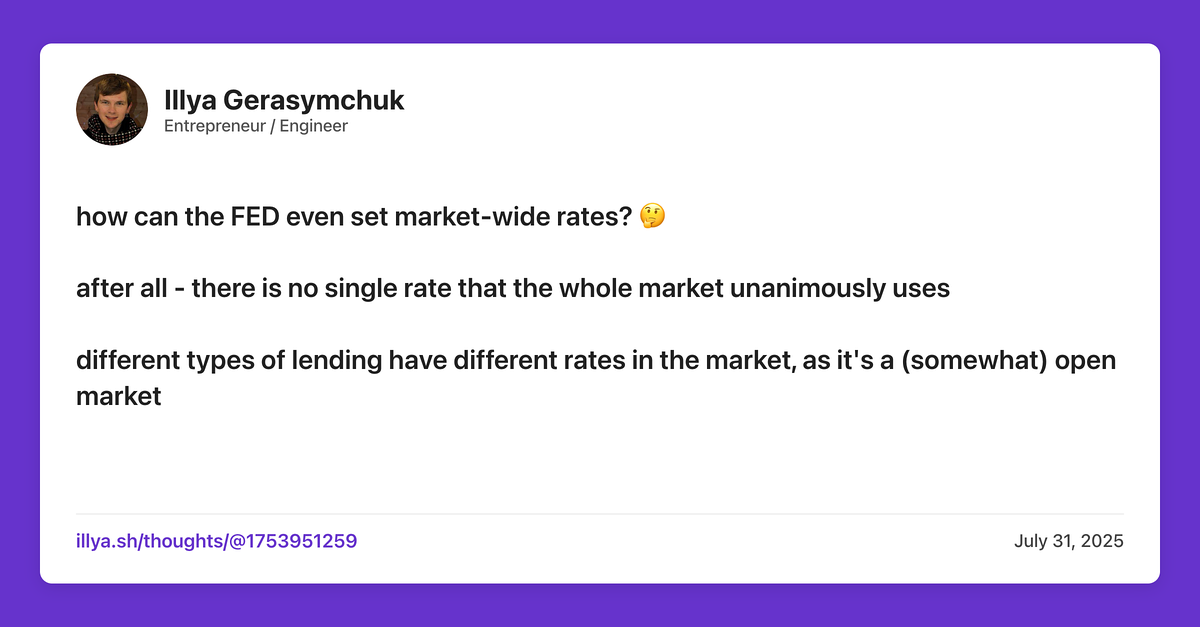 Illya Gerasymchuk
Entrepreneur / Engineer
how can the FED even set market-wide rates? 🤔
after all - there is no single rate that the whole market unanimously uses
different types of lending have different rates in the market, as it's a (somewhat) open
market
illya.sh/thoughts/@1753951259
July 31, 2025